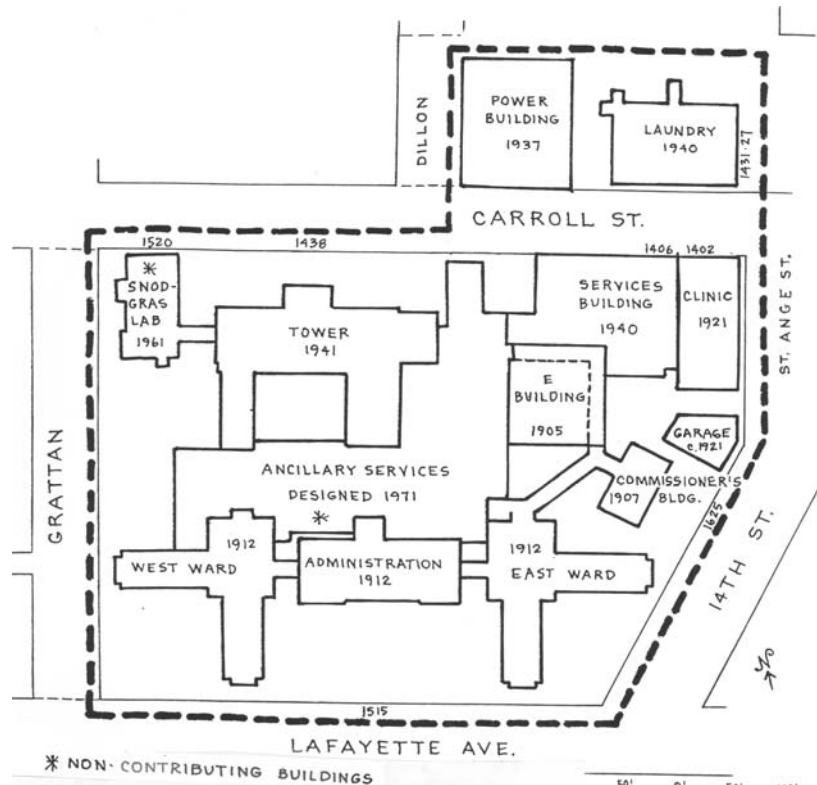 DILLON
POWER
BUILDING
1937
LAUNDRY
1940
1431-27
CARROLL ST.
1520
1438
1406
1402
*
SNOD-
GRAS
LAB
1961
TOWER
1941
SERVICES
BUILDING
1940
CLINIC
1921
ST. ANGE ST.
E
BUILDING
1905
GARAGE
c.1921
GRATTAN
ANCILLARY SERVICES
DESIGNED 1971
*
COMMISSIONER'S
1907 BLDG.
1625
14TH ST.
1912
WEST WARD
ADMINISTRATION
1912
1912
EAST WARD
N
1515
LAFAYETTE AVE.
* NON-CONTRIBUTING BUILDINGS